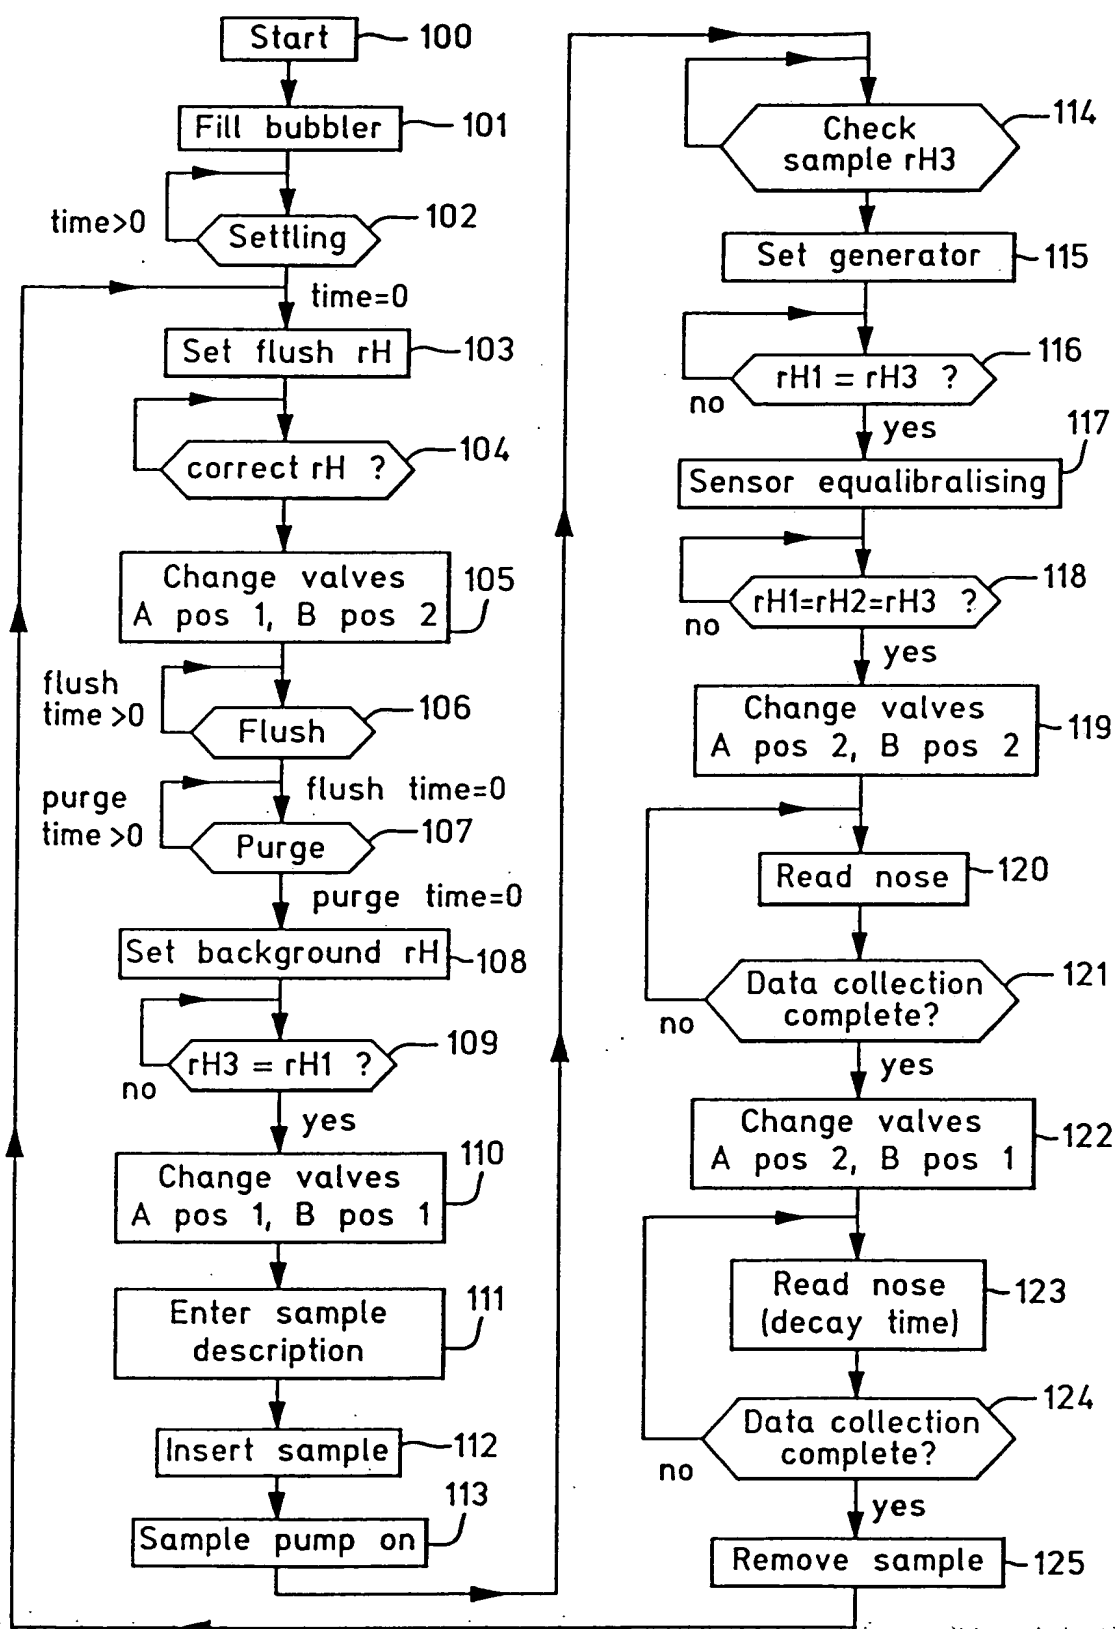 Start
100
Fill bubbler
101
time>0
Settling
102
time=0
Set flush rH
103
correct rH ?
104
Change valves
A pos 1, B pos 2
105
flush
time >0
Flush
106
flush time=0
purge
time >0
Purge
107
purge time=0
Set background rH
108
rH3 = rH1 ?
109
no
yes
Change valves
A pos 1, B pos 1
110
Enter sample
description
111
Insert sample
112
Sample pump on
113
Check
sample rH3
114
Set generator
115
rH1 = rH3 ?
116
no
yes
Sensor equalibralising
117
rH1=rH2=rH3 ?
118
no
yes
Change valves
A pos 2, B pos 2
119
Read nose
120
Data collection
complete?
121
no
yes
Change valves
A pos 2, B pos 1
122
Read nose
(decay time)
123
Data collection
complete?
124
no
yes
Remove sample
125